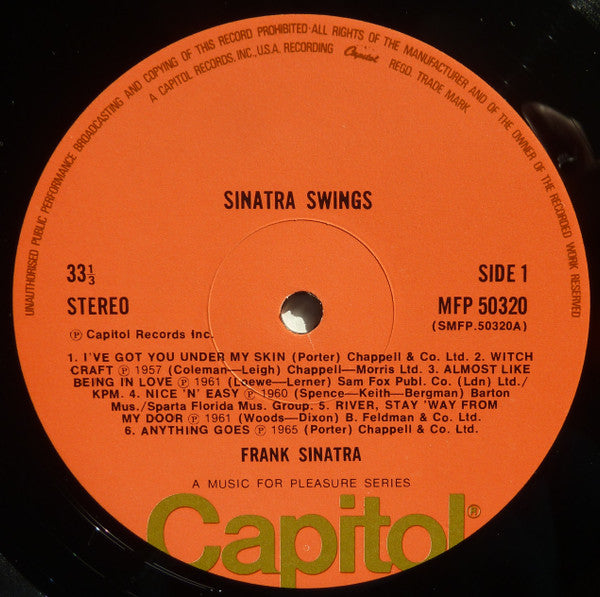 UNAUTHORISED PUBLIC PERFORMANCE BROADCASTING AND COPYING OF THIS RECORD PROHIBITED·ALL RIGHTS OF THE MANUFACTURER AND OF THE OWNER OF THE RECORDED WORK RESERVED
A CAPITOL RECORDS, INC., U.S.A. RECORDING Capitol REGD. TRADE MARK
SINATRA SWINGS
33⅓ SIDE 1
STEREO MFP 50320
(SMFP.50320A)
℗ Capitol Records Inc.
1. I'VE GOT YOU UNDER MY SKIN (Porter) Chappell & Co. Ltd. 2. WITCH
CRAFT ℗ 1957 (Coleman—Leigh) Chappell—Morris Ltd. 3. ALMOST LIKE
BEING IN LOVE ℗ 1961 (Loewe—Lerner) Sam Fox Publ. Co. (Ldn) Ltd./
KPM. 4. NICE 'N' EASY ℗ 1960 (Spence—Keith—Bergman) Barton
Mus./Sparta Florida Mus. Group. 5. RIVER, STAY 'WAY FROM
MY DOOR ℗ 1961 (Woods—Dixon) B. Feldman & Co. Ltd.
6. ANYTHING GOES ℗ 1965 (Porter) Chappell & Co. Ltd.
FRANK SINATRA
A MUSIC FOR PLEASURE SERIES
Capitol®